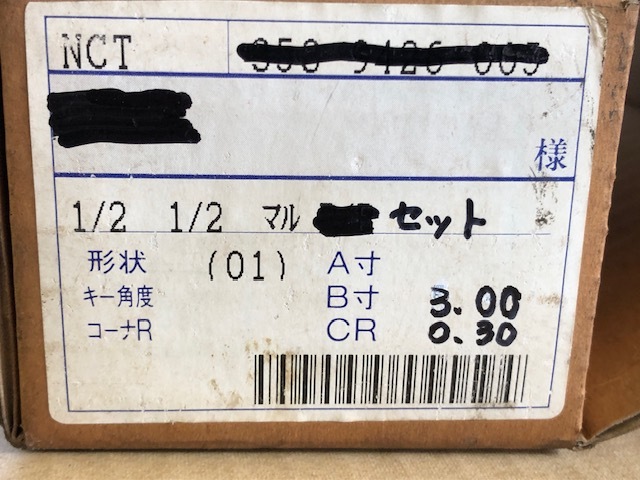 NCT
様
1/2 1/2 マル セット
形状 (01) A寸
キー角度 B寸 3.00
コーナR CR 0.30